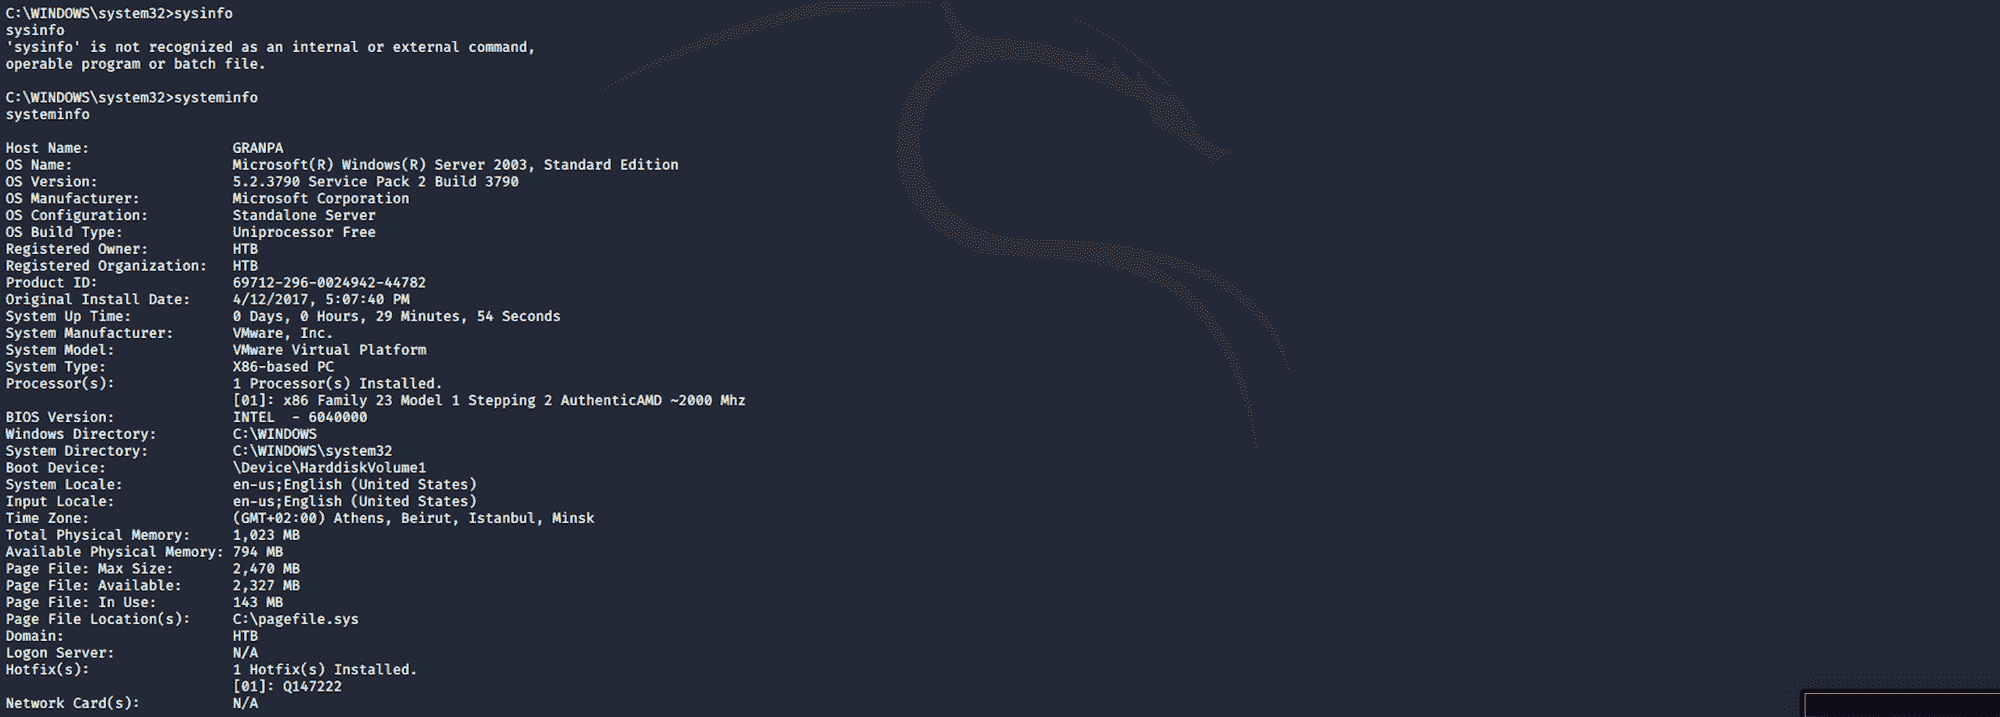 C:\WINDOWS\system32>sysinfo
sysinfo
'sysinfo' is not recognized as an internal or external command,
operable program or batch file.
C:\WINDOWS\system32>systeminfo
systeminfo
Host Name: GRANPA
OS Name: Microsoft(R) Windows(R) Server 2003, Standard Edition
OS Version: 5.2.3790 Service Pack 2 Build 3790
OS Manufacturer: Microsoft Corporation
OS Configuration: Standalone Server
OS Build Type: Uniprocessor Free
Registered Owner: HTB
Registered Organization: HTB
Product ID: 69712-296-0024942-44782
Original Install Date: 4/12/2017, 5:07:40 PM
System Up Time: 0 Days, 0 Hours, 29 Minutes, 54 Seconds
System Manufacturer: VMware, Inc.
System Model: VMware Virtual Platform
System Type: X86-based PC
Processor(s): 1 Processor(s) Installed.
[01]: x86 Family 23 Model 1 Stepping 2 AuthenticAMD ~2000 Mhz
BIOS Version: INTEL  - 6040000
Windows Directory: C:\WINDOWS
System Directory: C:\WINDOWS\system32
Boot Device: \Device\HarddiskVolume1
System Locale: en-us;English (United States)
Input Locale: en-us;English (United States)
Time Zone: (GMT+02:00) Athens, Beirut, Istanbul, Minsk
Total Physical Memory: 1,023 MB
Available Physical Memory: 794 MB
Page File: Max Size: 2,470 MB
Page File: Available: 2,327 MB
Page File: In Use: 143 MB
Page File Location(s): C:\pagefile.sys
Domain: HTB
Logon Server: N/A
Hotfix(s): 1 Hotfix(s) Installed.
[01]: Q147222
Network Card(s): N/A